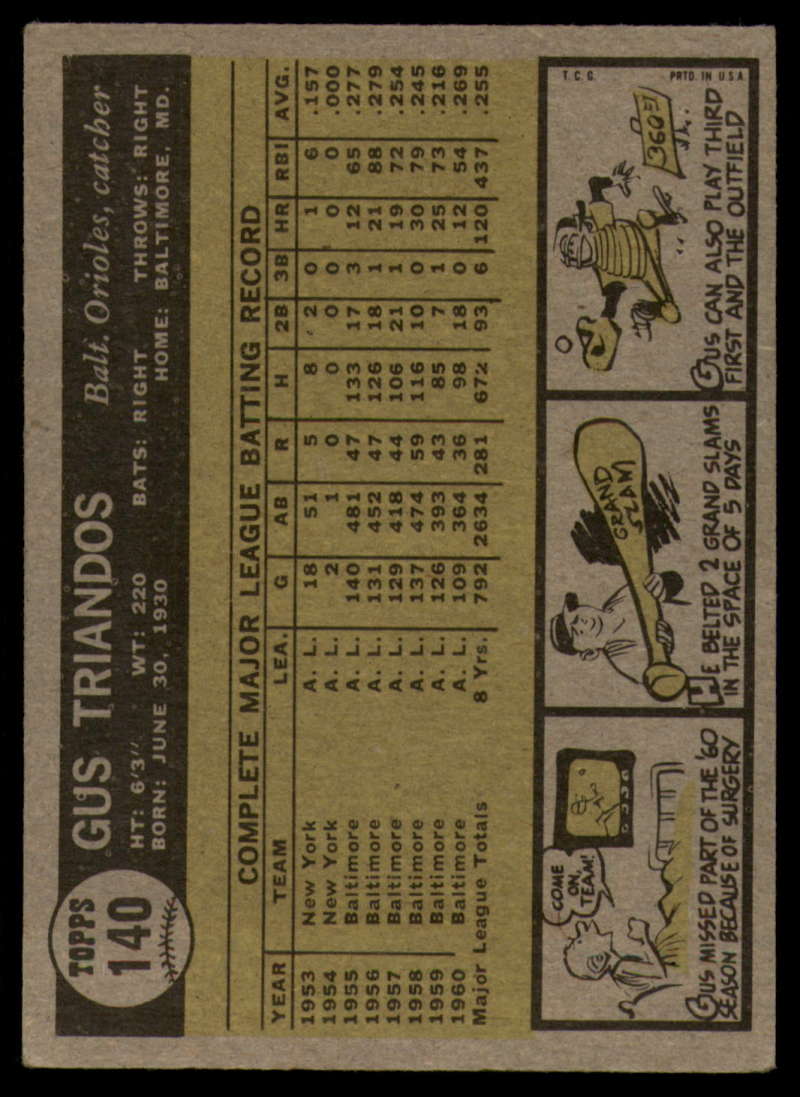 TOPPS
140
GUS TRIANDOS
Balt. Orioles, catcher
HT: 6'3" WT: 220 BATS: RIGHT THROWS: RIGHT
BORN: JUNE 30, 1930 HOME: BALTIMORE, MD.
COMPLETE MAJOR LEAGUE BATTING RECORD
YEAR TEAM LEA. G AB R H 2B 3B HR RBI AVG.
1953 New York A. L. 18 51 5 8 2 0 1 6 .157
1954 New York A. L. 2 1 0 0 0 0 0 0 .000
1955 Baltimore A. L. 140 481 47 133 17 3 12 65 .277
1956 Baltimore A. L. 131 452 47 126 18 1 21 88 .279
1957 Baltimore A. L. 129 418 44 106 21 1 19 72 .254
1958 Baltimore A. L. 137 474 59 116 10 0 30 79 .245
1959 Baltimore A. L. 126 393 43 85 7 1 25 73 .216
1960 Baltimore A. L. 109 364 36 98 18 0 12 54 .269
Major League Totals 8 Yrs. 792 2634 281 672 93 6 120 437 .255
COME
ON,
TEAM!
GUS MISSED PART OF THE '60
SEASON BECAUSE OF SURGERY
GRAND
SLAM
HE BELTED 2 GRAND SLAMS
IN THE SPACE OF 5 DAYS
T.C.G. PRTD. IN U.S.A.
360=
GUS CAN ALSO PLAY THIRD
FIRST AND THE OUTFIELD